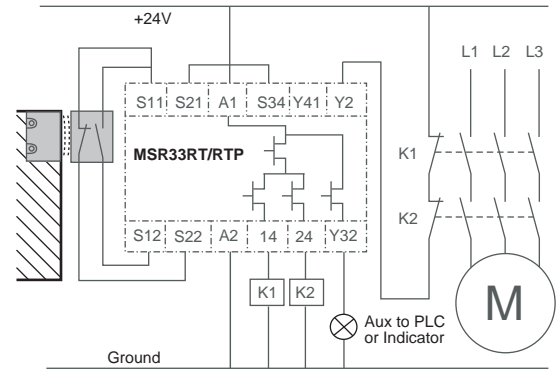 +24V
L1 L2 L3
S11 S21 A1 S34 Y41 Y2
MSR33RT/RTP
K1
K2
S12 S22 A2 14 24 Y32
K1 K2
M
Aux to PLC
or Indicator
Ground